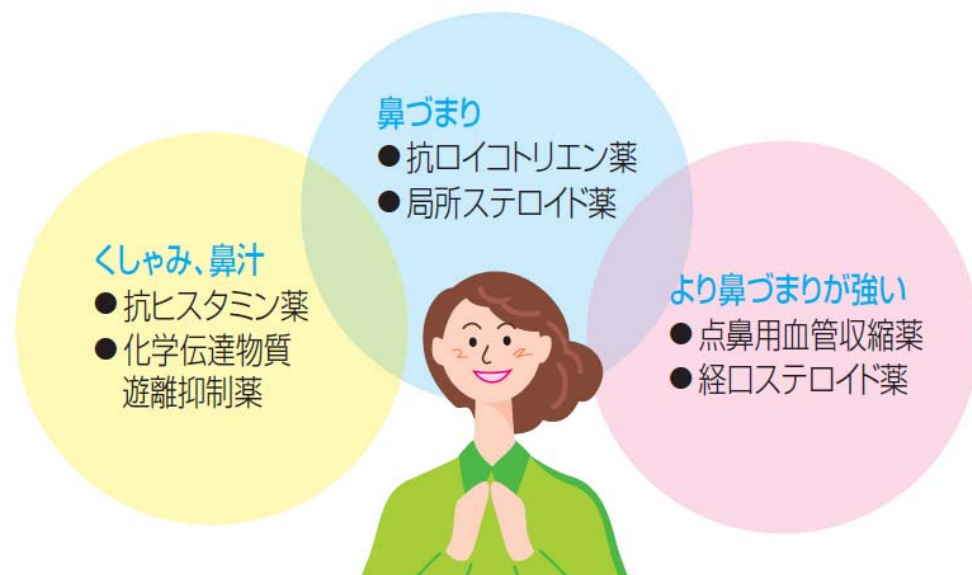 くしゃみ、鼻汁
●抗ヒスタミン薬
●化学伝達物質
遊離抑制薬
鼻づまり
●抗ロイコトリエン薬
●局所ステロイド薬
より鼻づまりが強い
●点鼻用血管収縮薬
●経口ステロイド薬